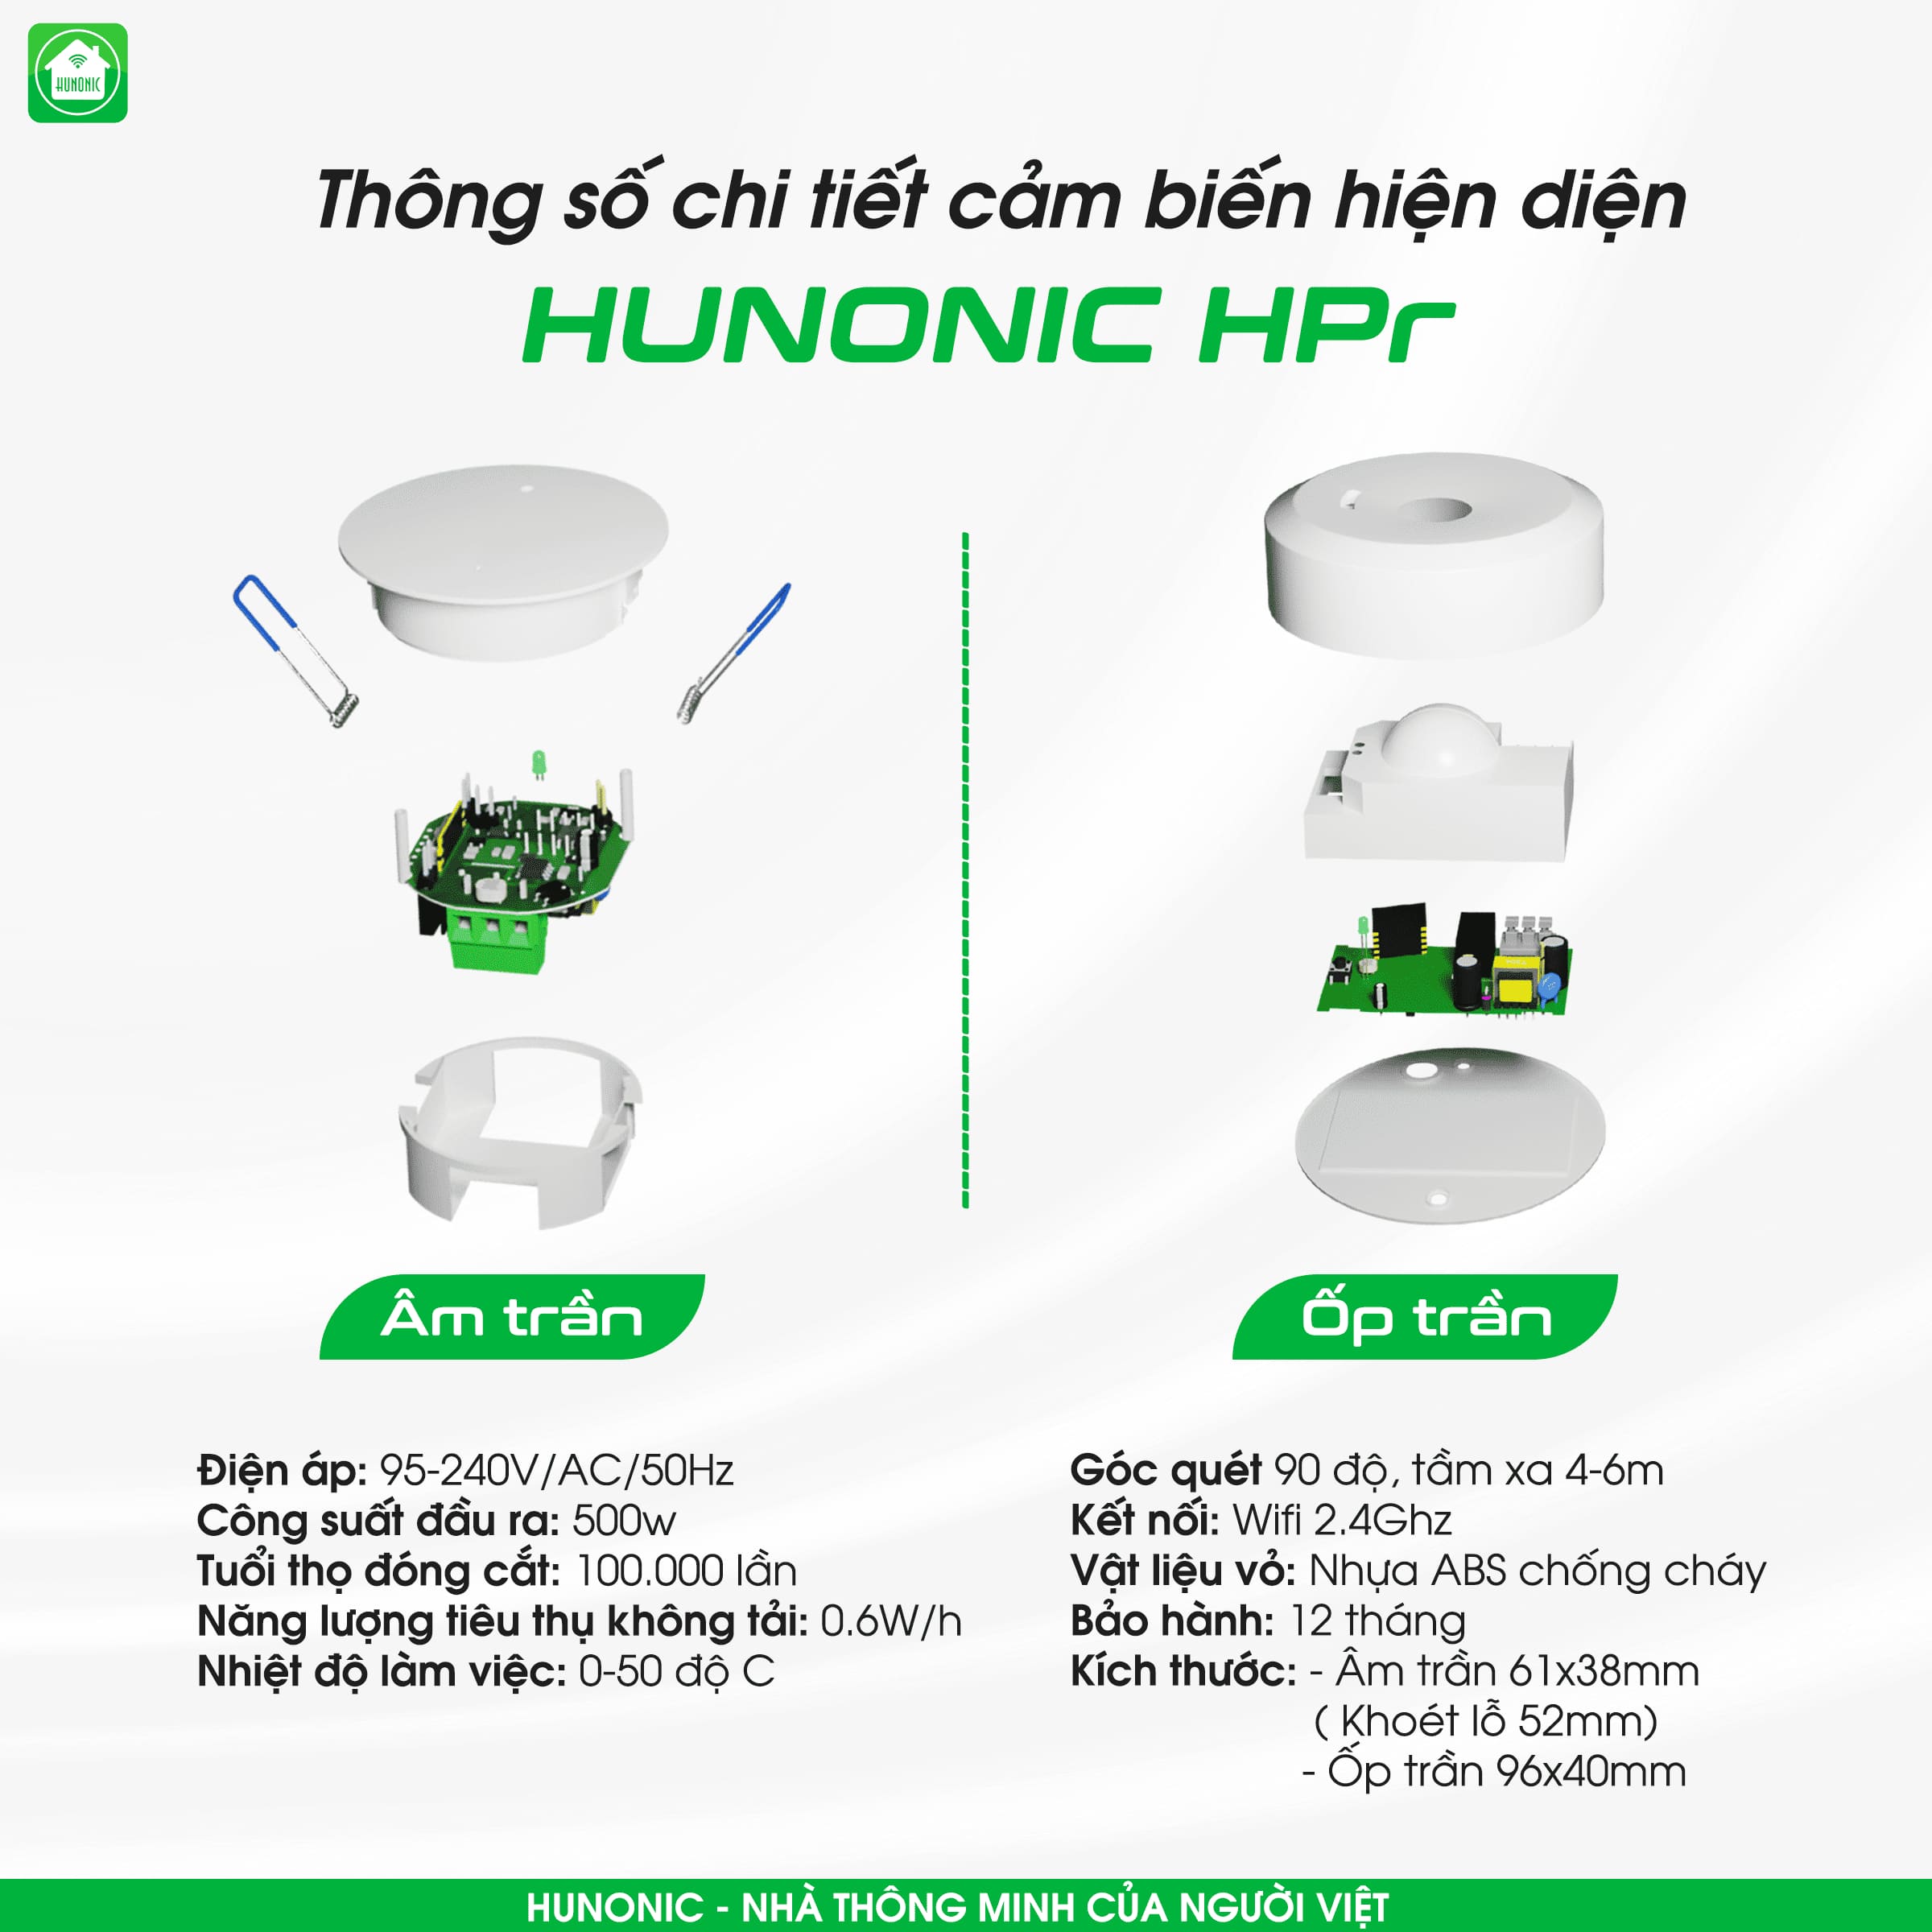 HUNONIC
Thông số chi tiết cảm biến hiện diện
HUNONIC HPr
Âm trần
Ốp trần
Điện áp: 95-240V/AC/50Hz
Công suất đầu ra: 500w
Tuổi thọ đóng cắt: 100.000 lần
Năng lượng tiêu thụ không tải: 0.6W/h
Nhiệt độ làm việc: 0-50 độ C
Góc quét 90 độ, tầm xa 4-6m
Kết nối: Wifi 2.4Ghz
Vật liệu vỏ: Nhựa ABS chống cháy
Bảo hành: 12 tháng
Kích thước: - Âm trần 61x38mm
( Khoét lỗ 52mm)
- Ốp trần 96x40mm
HUNONIC - NHÀ THÔNG MINH CỦA NGƯỜI VIỆT